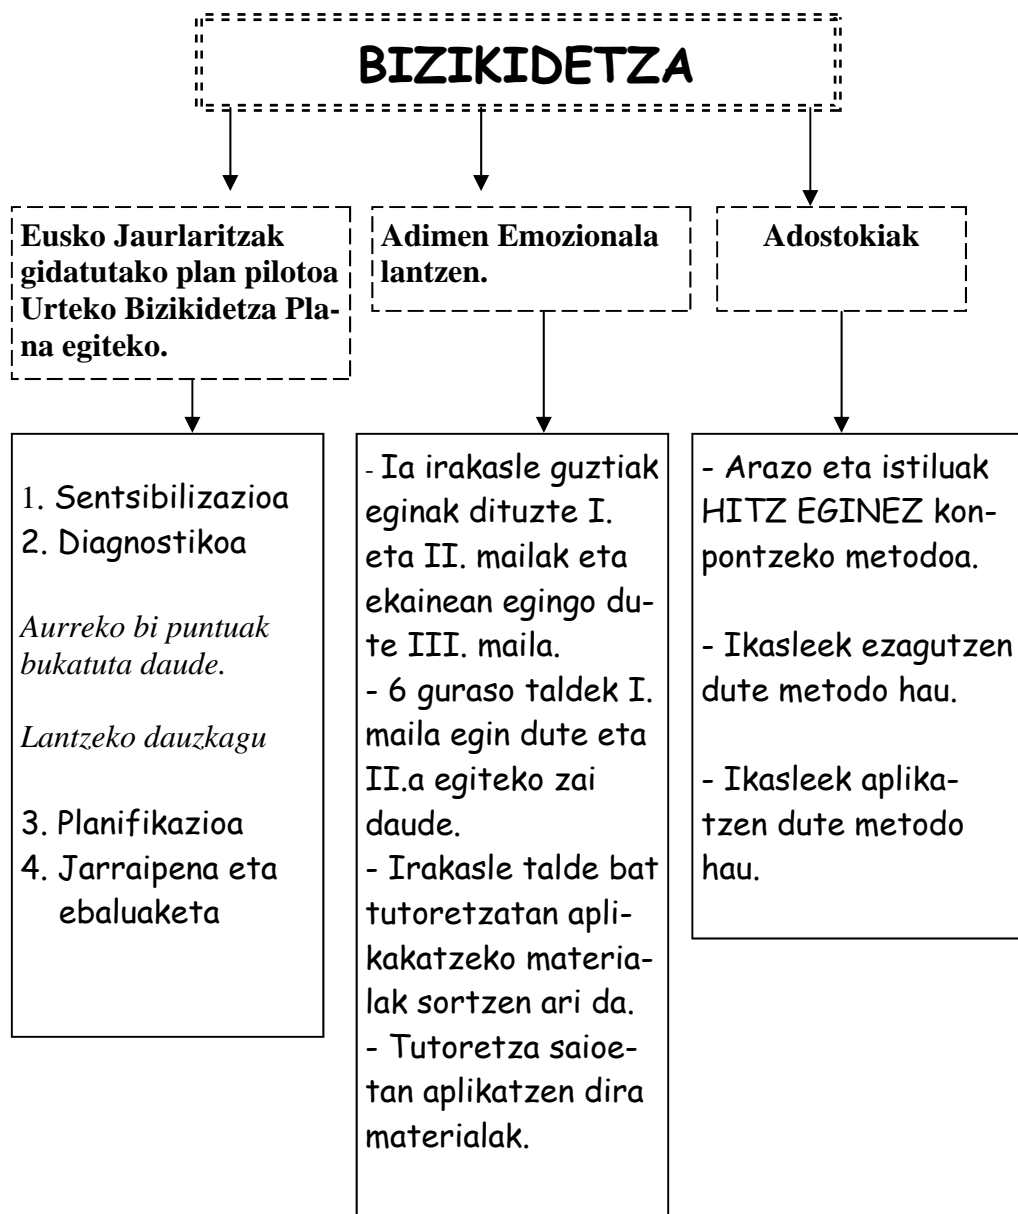 BIZIKIDETZA
Eusko Jaurlaritzak
gidatutako plan pilotoa
Urteko Bizikidetza Pla-
na egiteko.
Adimen Emozionala
lantzen.
Adostokiak
1. Sentsibilizazioa
2. Diagnostikoa
Aurreko bi puntuak
bukatuta daude.
Lantzeko dauzkagu
3. Planifikazioa
4. Jarraipena eta
ebaluaketa
- Ia irakasle guztiak
eginak dituzte I.
eta II. mailak eta
ekainean egingo du-
te III. maila.
- 6 guraso taldek I.
maila egin dute eta
II.a egiteko zai
daude.
- Irakasle talde bat
tutoretzatan apli-
kakatzeko materia-
lak sortzen ari da.
- Tutoretza saioe-
tan aplikatzen dira
materialak.
- Arazo eta istiluak
HITZ EGINEZ kon-
pontzeko metodoa.
- Ikasleek ezagutzen
dute metodo hau.
- Ikasleek aplika-
tzen dute metodo
hau.